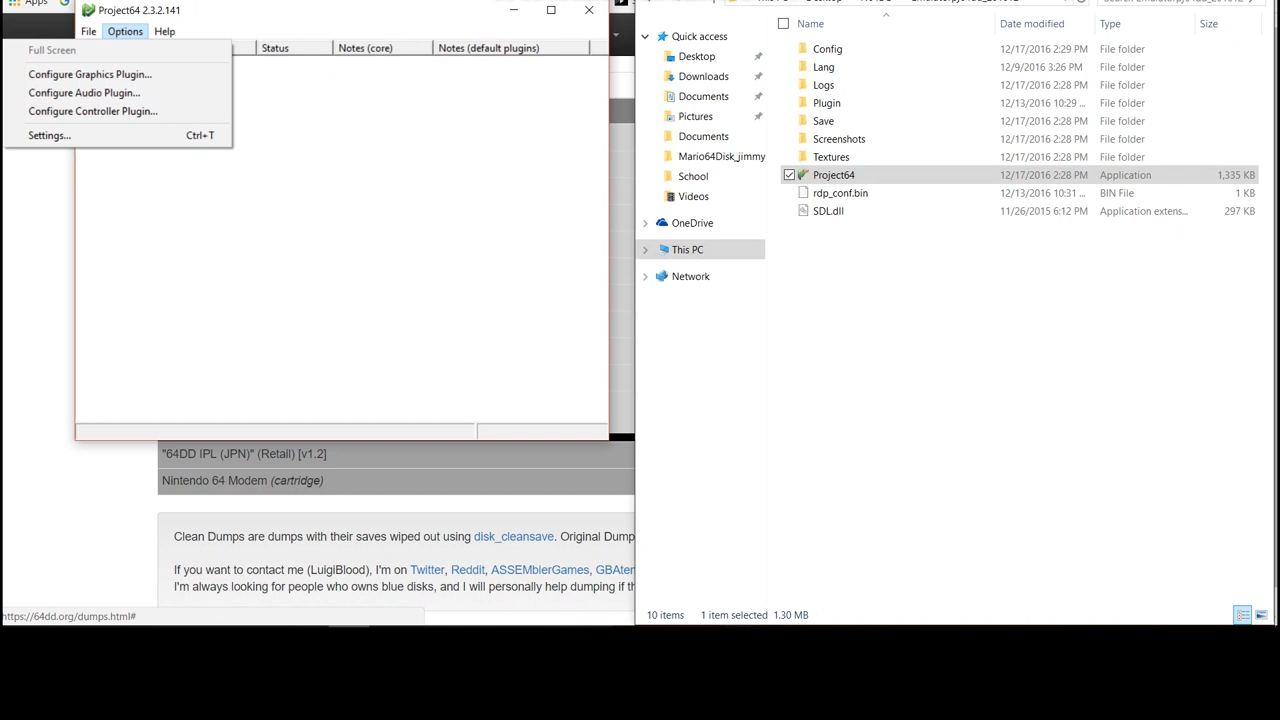 Apps
Project64 2.3.2.141
File Options Help
Full Screen
Configure Graphics Plugin...
Configure Audio Plugin...
Configure Controller Plugin...
Settings... Ctrl+T
Status Notes (core) Notes (default plugins)
"64DD IPL (JPN)" (Retail) [v1.2]
Nintendo 64 Modem (cartridge)
Clean Dumps are dumps with their saves wiped out using disk_cleansave. Original Dump
If you want to contact me (LuigiBlood), I'm on Twitter, Reddit, ASSEMblerGames, GBAten
I'm always looking for people who owns blue disks, and I will personally help dumping if th
https://64dd.org/dumps.html#
Quick access
Desktop
Downloads
Documents
Pictures
Documents
Mario64Disk_jimmy
School
Videos
OneDrive
This PC
Network
Name Date modified Type Size
Config 12/17/2016 2:29 PM File folder
Lang 12/9/2016 3:26 PM File folder
Logs 12/17/2016 2:28 PM File folder
Plugin 12/13/2016 10:29 ... File folder
Save 12/17/2016 2:28 PM File folder
Screenshots 12/17/2016 2:28 PM File folder
Textures 12/17/2016 2:28 PM File folder
Project64 12/17/2016 2:28 PM Application 1,335 KB
rdp_conf.bin 12/13/2016 10:31 ... BIN File 1 KB
SDL.dll 11/26/2015 6:12 PM Application extens... 297 KB
10 items 1 item selected 1.30 MB